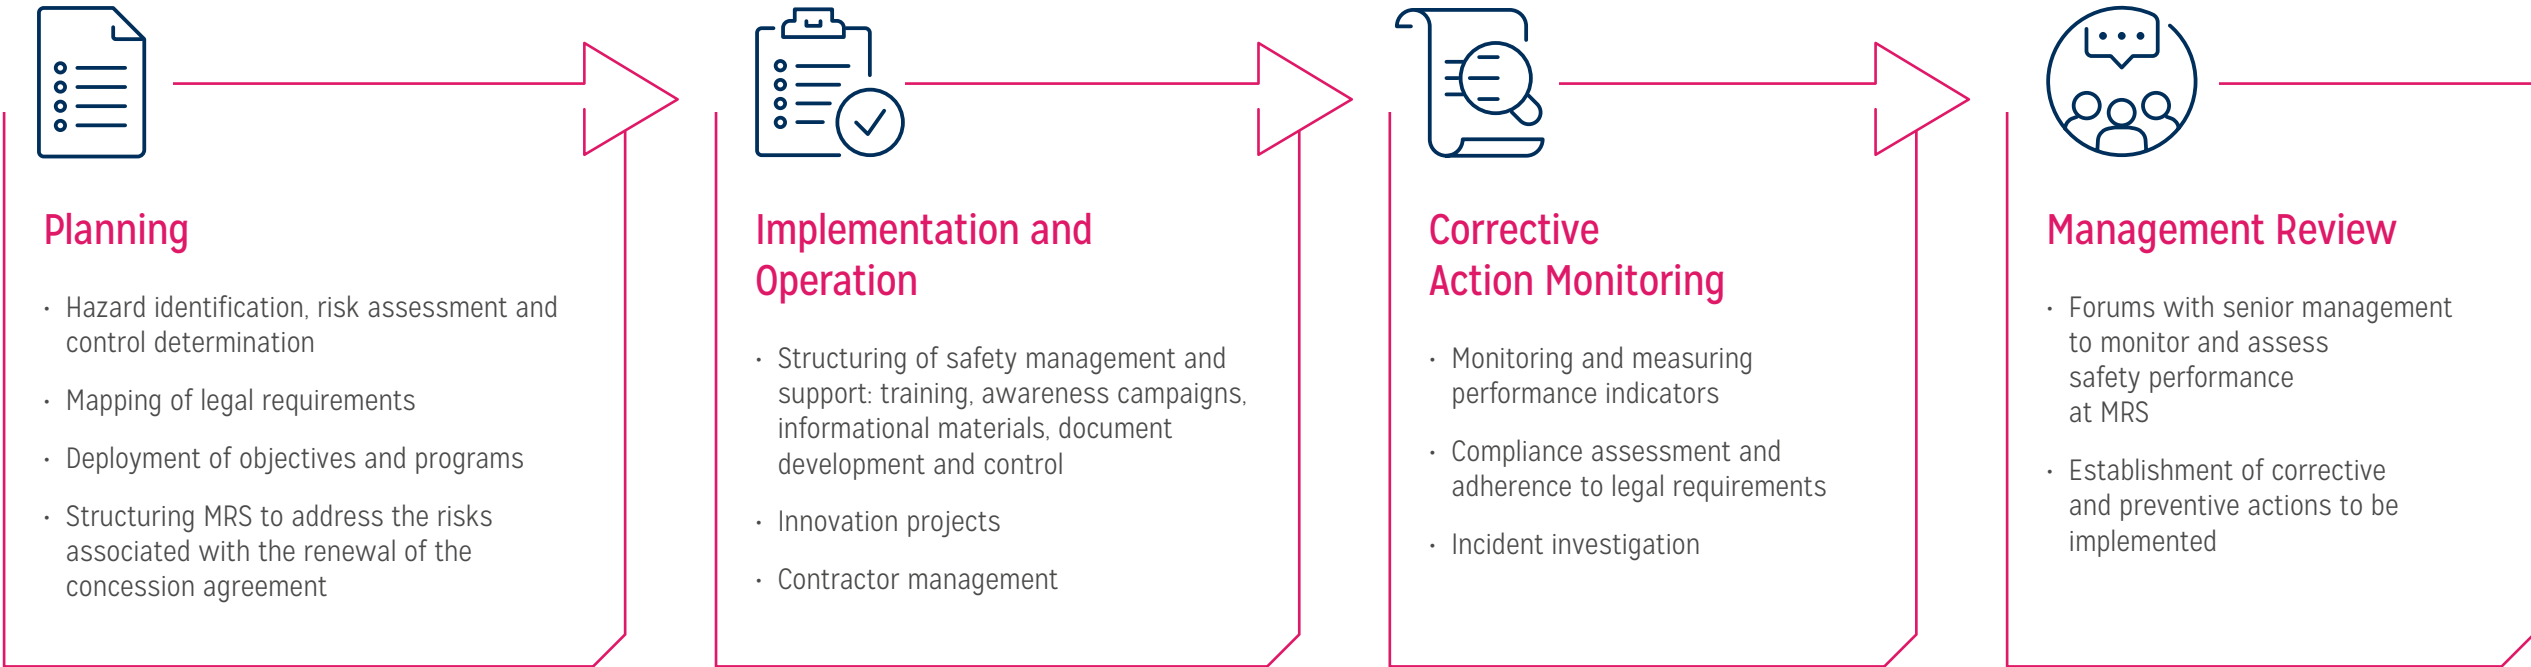 Planning
· Hazard identification, risk assessment and
control determination
· Mapping of legal requirements
· Deployment of objectives and programs
· Structuring MRS to address the risks
associated with the renewal of the
concession agreement
Implementation and
Operation
· Structuring of safety management and
support: training, awareness campaigns,
informational materials, document
development and control
· Innovation projects
· Contractor management
Corrective
Action Monitoring
· Monitoring and measuring
performance indicators
· Compliance assessment and
adherence to legal requirements
· Incident investigation
Management Review
· Forums with senior management
to monitor and assess
safety performance
at MRS
· Establishment of corrective
and preventive actions to be
implemented